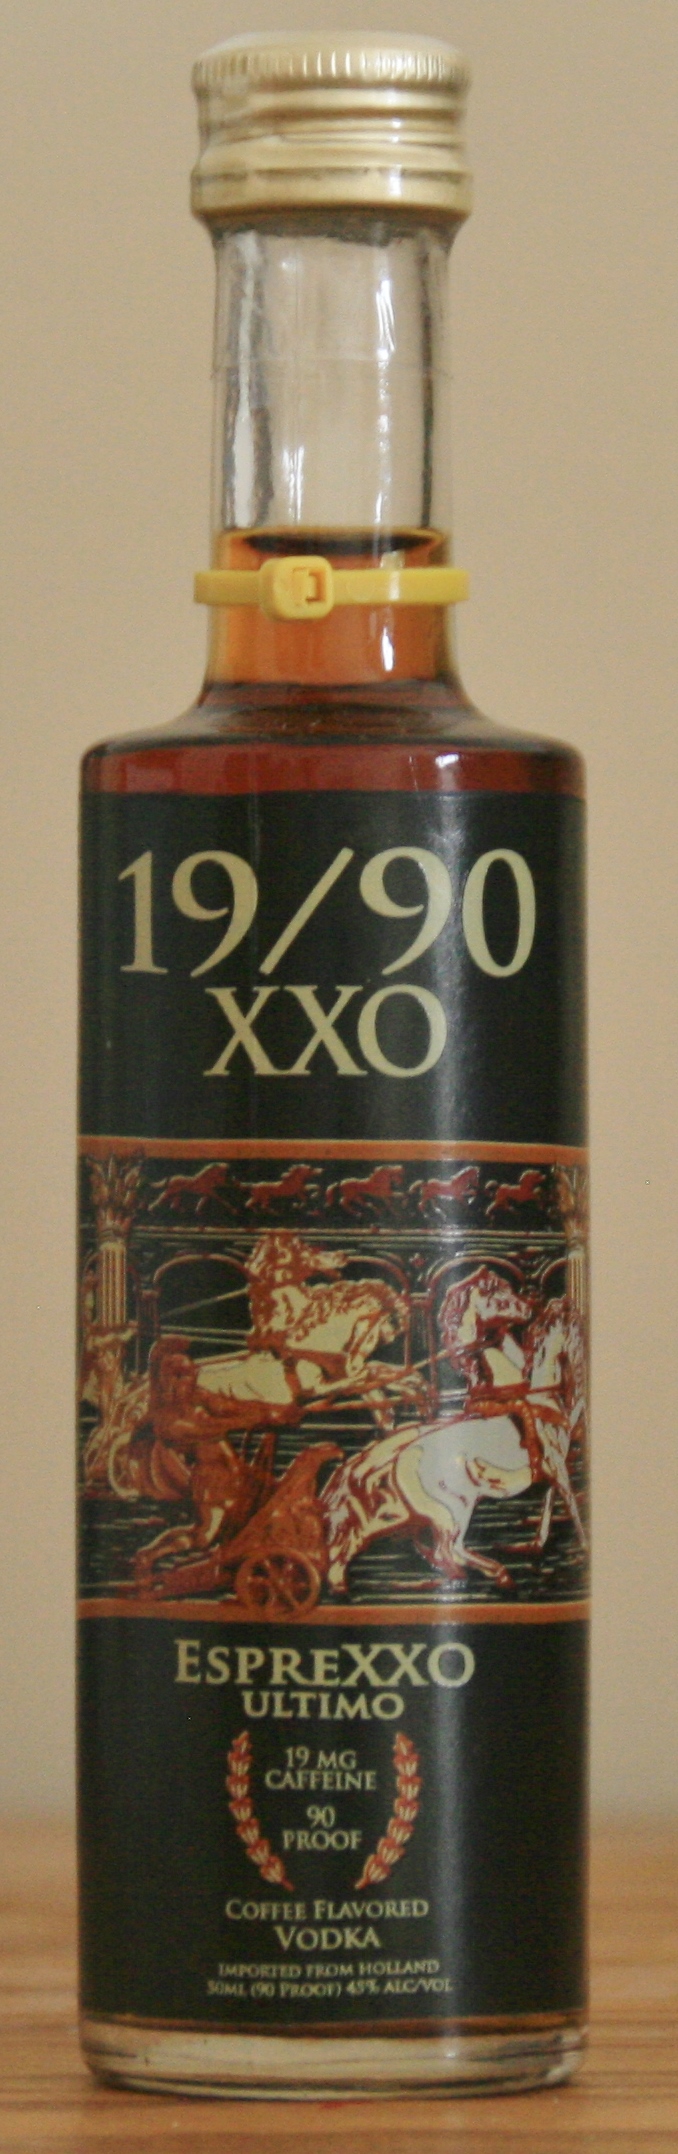 19/90
XXO
ESPREXXO
ULTIMO
19 MG
CAFFEINE
90
PROOF
COFFEE FLAVORED
VODKA
IMPORTED FROM HOLLAND
50ML (90 PROOF) 45% ALC/VOL